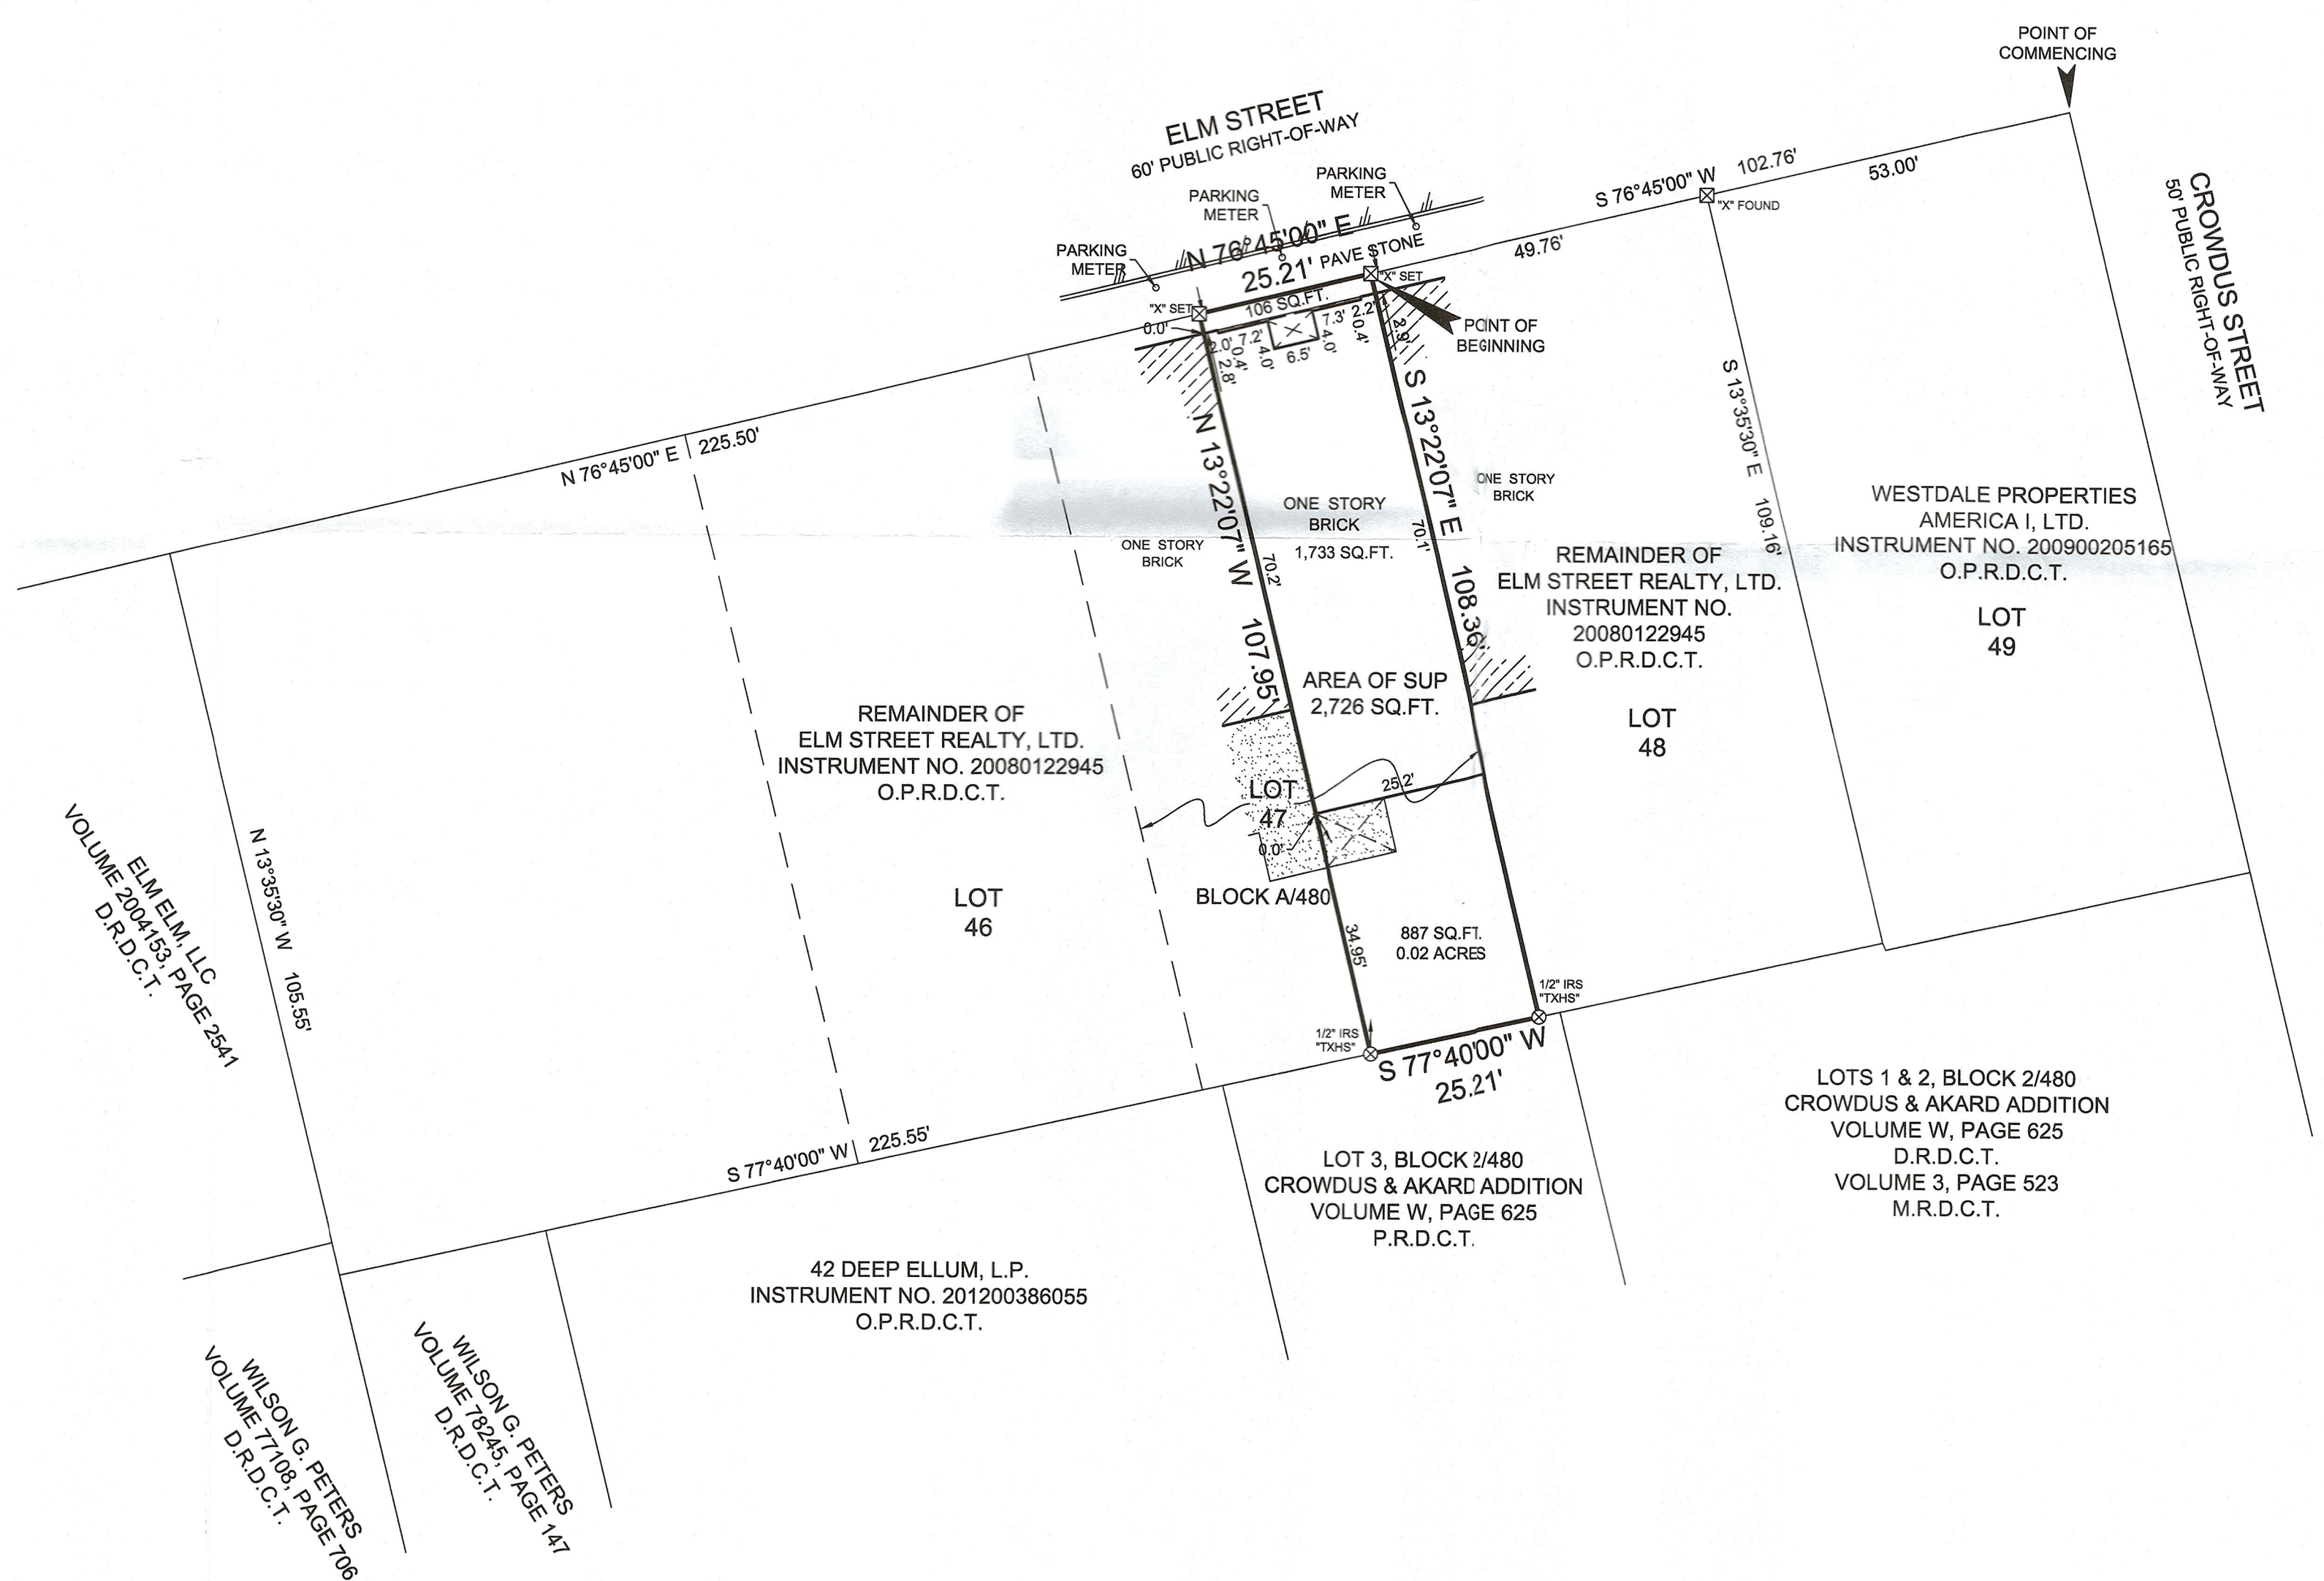 POINT OF
COMMENCING
ELM STREET
60' PUBLIC RIGHT-OF-WAY
PARKING
METER
PARKING
METER
PARKING
METER
N 76°45'00" E
25.21'
PAVE STONE
S 76°45'00" W
102.76'
53.00'
"X" FOUND
49.76'
CROWDUS STREET
50' PUBLIC RIGHT-OF-WAY
"X" SET
"X" SET
106 SQ.FT.
0.0'
2.0'
7.2'
0.4'
2.8'
4.0'
6.5'
4.0'
7.3'
2.2'
0.4'
2.9'
POINT OF
BEGINNING
N 76°45'00" E
225.50'
N 13°22'07" W
107.95'
S 13°22'07" E
108.36'
S 13°35'30" E
109.16'
ONE STORY
BRICK
1,733 SQ.FT.
ONE STORY
BRICK
ONE STORY
BRICK
70.2'
70.1'
WESTDALE PROPERTIES
AMERICA I, LTD.
INSTRUMENT NO. 200900205165
O.P.R.D.C.T.
LOT
49
REMAINDER OF
ELM STREET REALTY, LTD.
INSTRUMENT NO.
20080122945
O.P.R.D.C.T.
LOT
48
AREA OF SUP
2,726 SQ.FT.
REMAINDER OF
ELM STREET REALTY, LTD.
INSTRUMENT NO. 20080122945
O.P.R.D.C.T.
LOT
46
LOT
47
25.2'
0.0'
BLOCK A/480
34.95'
887 SQ.FT.
0.02 ACRES
N 13°35'30" W
105.55'
ELM ELM, LLC
VOLUME 2004153, PAGE 2541
D.R.D.C.T.
1/2" IRS
"TXHS"
1/2" IRS
"TXHS"
S 77°40'00" W
25.21'
S 77°40'00" W
225.55'
LOT 3, BLOCK 2/480
CROWDUS & AKARD ADDITION
VOLUME W, PAGE 625
P.R.D.C.T.
LOTS 1 & 2, BLOCK 2/480
CROWDUS & AKARD ADDITION
VOLUME W, PAGE 625
D.R.D.C.T.
VOLUME 3, PAGE 523
M.R.D.C.T.
42 DEEP ELLUM, L.P.
INSTRUMENT NO. 201200386055
O.P.R.D.C.T.
WILSON G. PETERS
VOLUME 78245, PAGE 147
D.R.D.C.T.
WILSON G. PETERS
VOLUME 77108, PAGE 706
D.R.D.C.T.